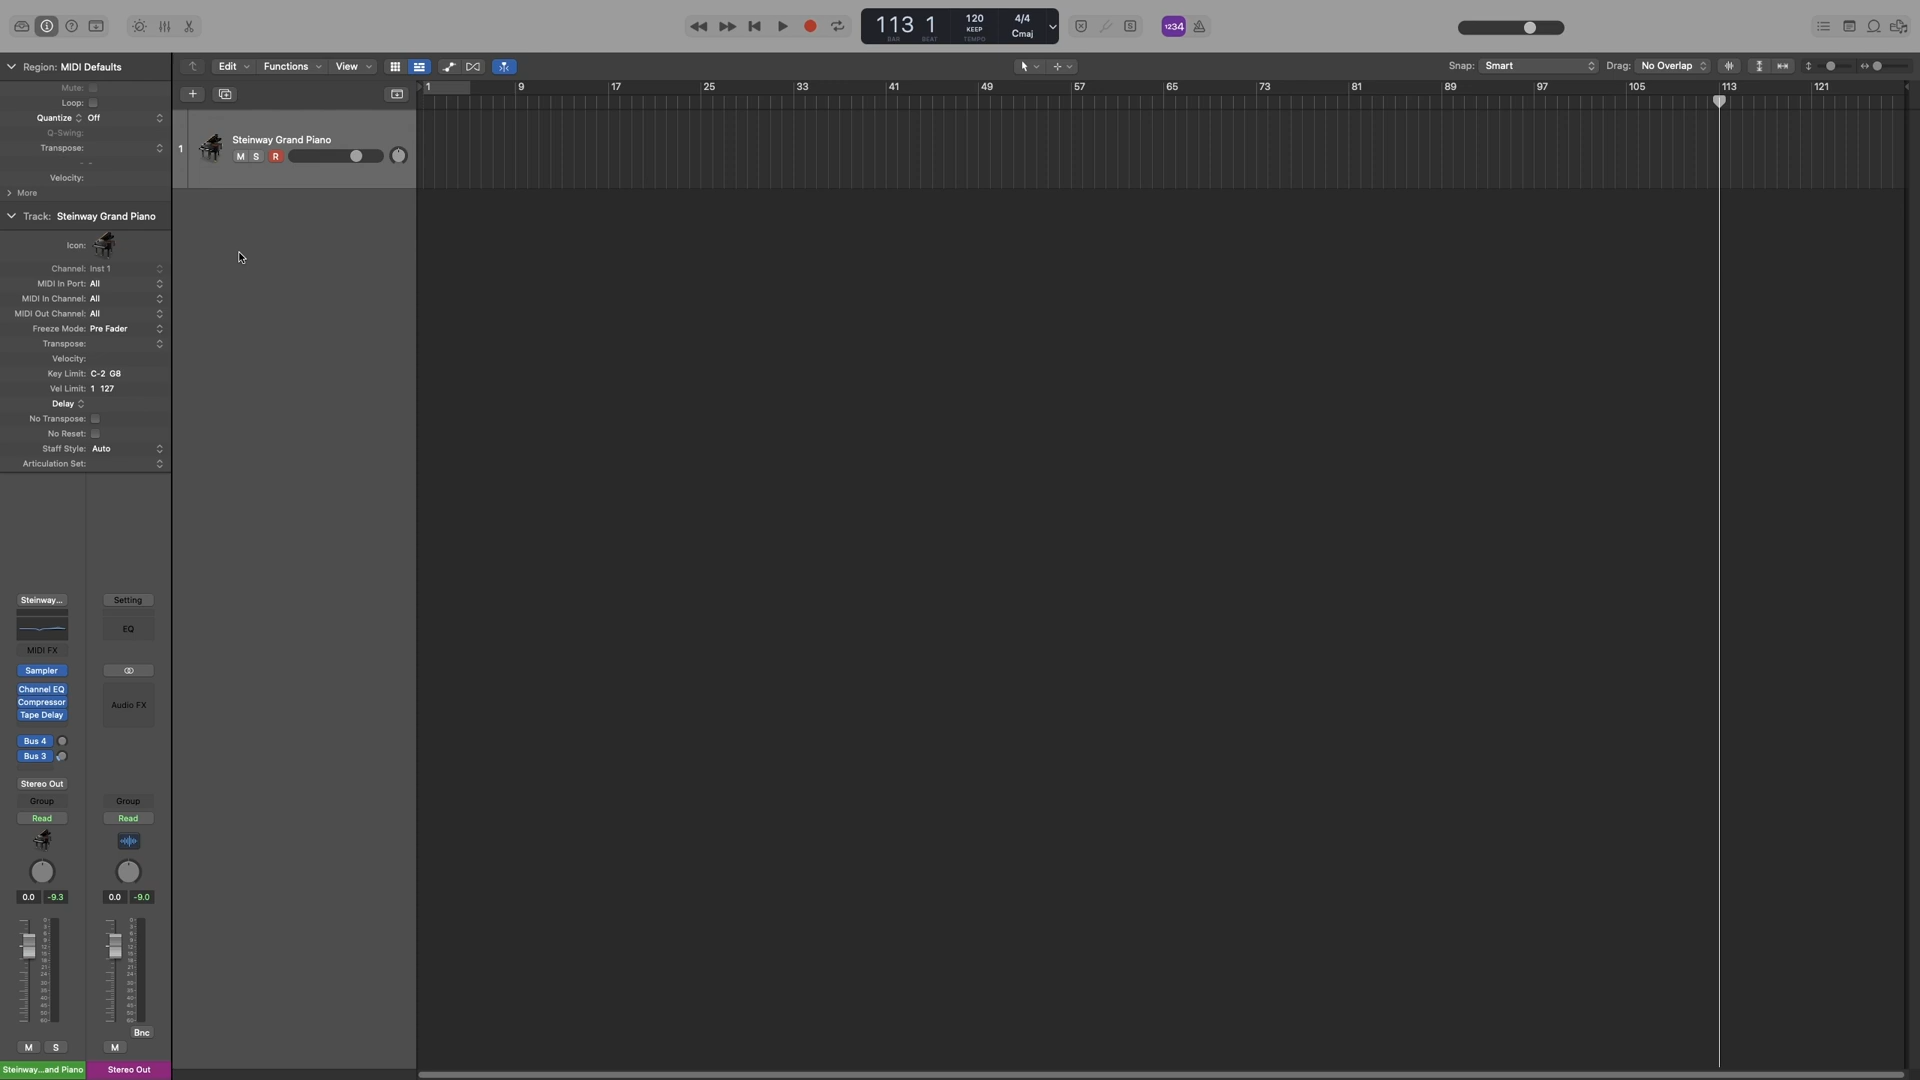 113 1
BAR BEAT
120
KEEP
TEMPO
4/4
Cmaj
1234
S
Region: MIDI Defaults
Edit
Functions
View
Snap: Smart
Drag: No Overlap
Mute:
Loop:
Quantize Off
Q-Swing:
Transpose:
Velocity:
More
1 9 17 25 33 41 49 57 65 73 81 89 97 105 113 121
1
Steinway Grand Piano
M S R
Track: Steinway Grand Piano
Icon:
Channel: Inst 1
MIDI In Port: All
MIDI In Channel: All
MIDI Out Channel: All
Freeze Mode: Pre Fader
Transpose:
Velocity:
Key Limit: C-2 G8
Vel Limit: 1 127
Delay
No Transpose:
No Reset:
Staff Style: Auto
Articulation Set:
Steinway...
Setting
EQ
MIDI FX
Sampler
Channel EQ
Compressor
Tape Delay
Audio FX
Bus 4
Bus 3
Stereo Out
Group
Group
Read
Read
0.0 -9.3
0.0 -9.0
Bnc
M S
M
Steinway...and Piano
Stereo Out